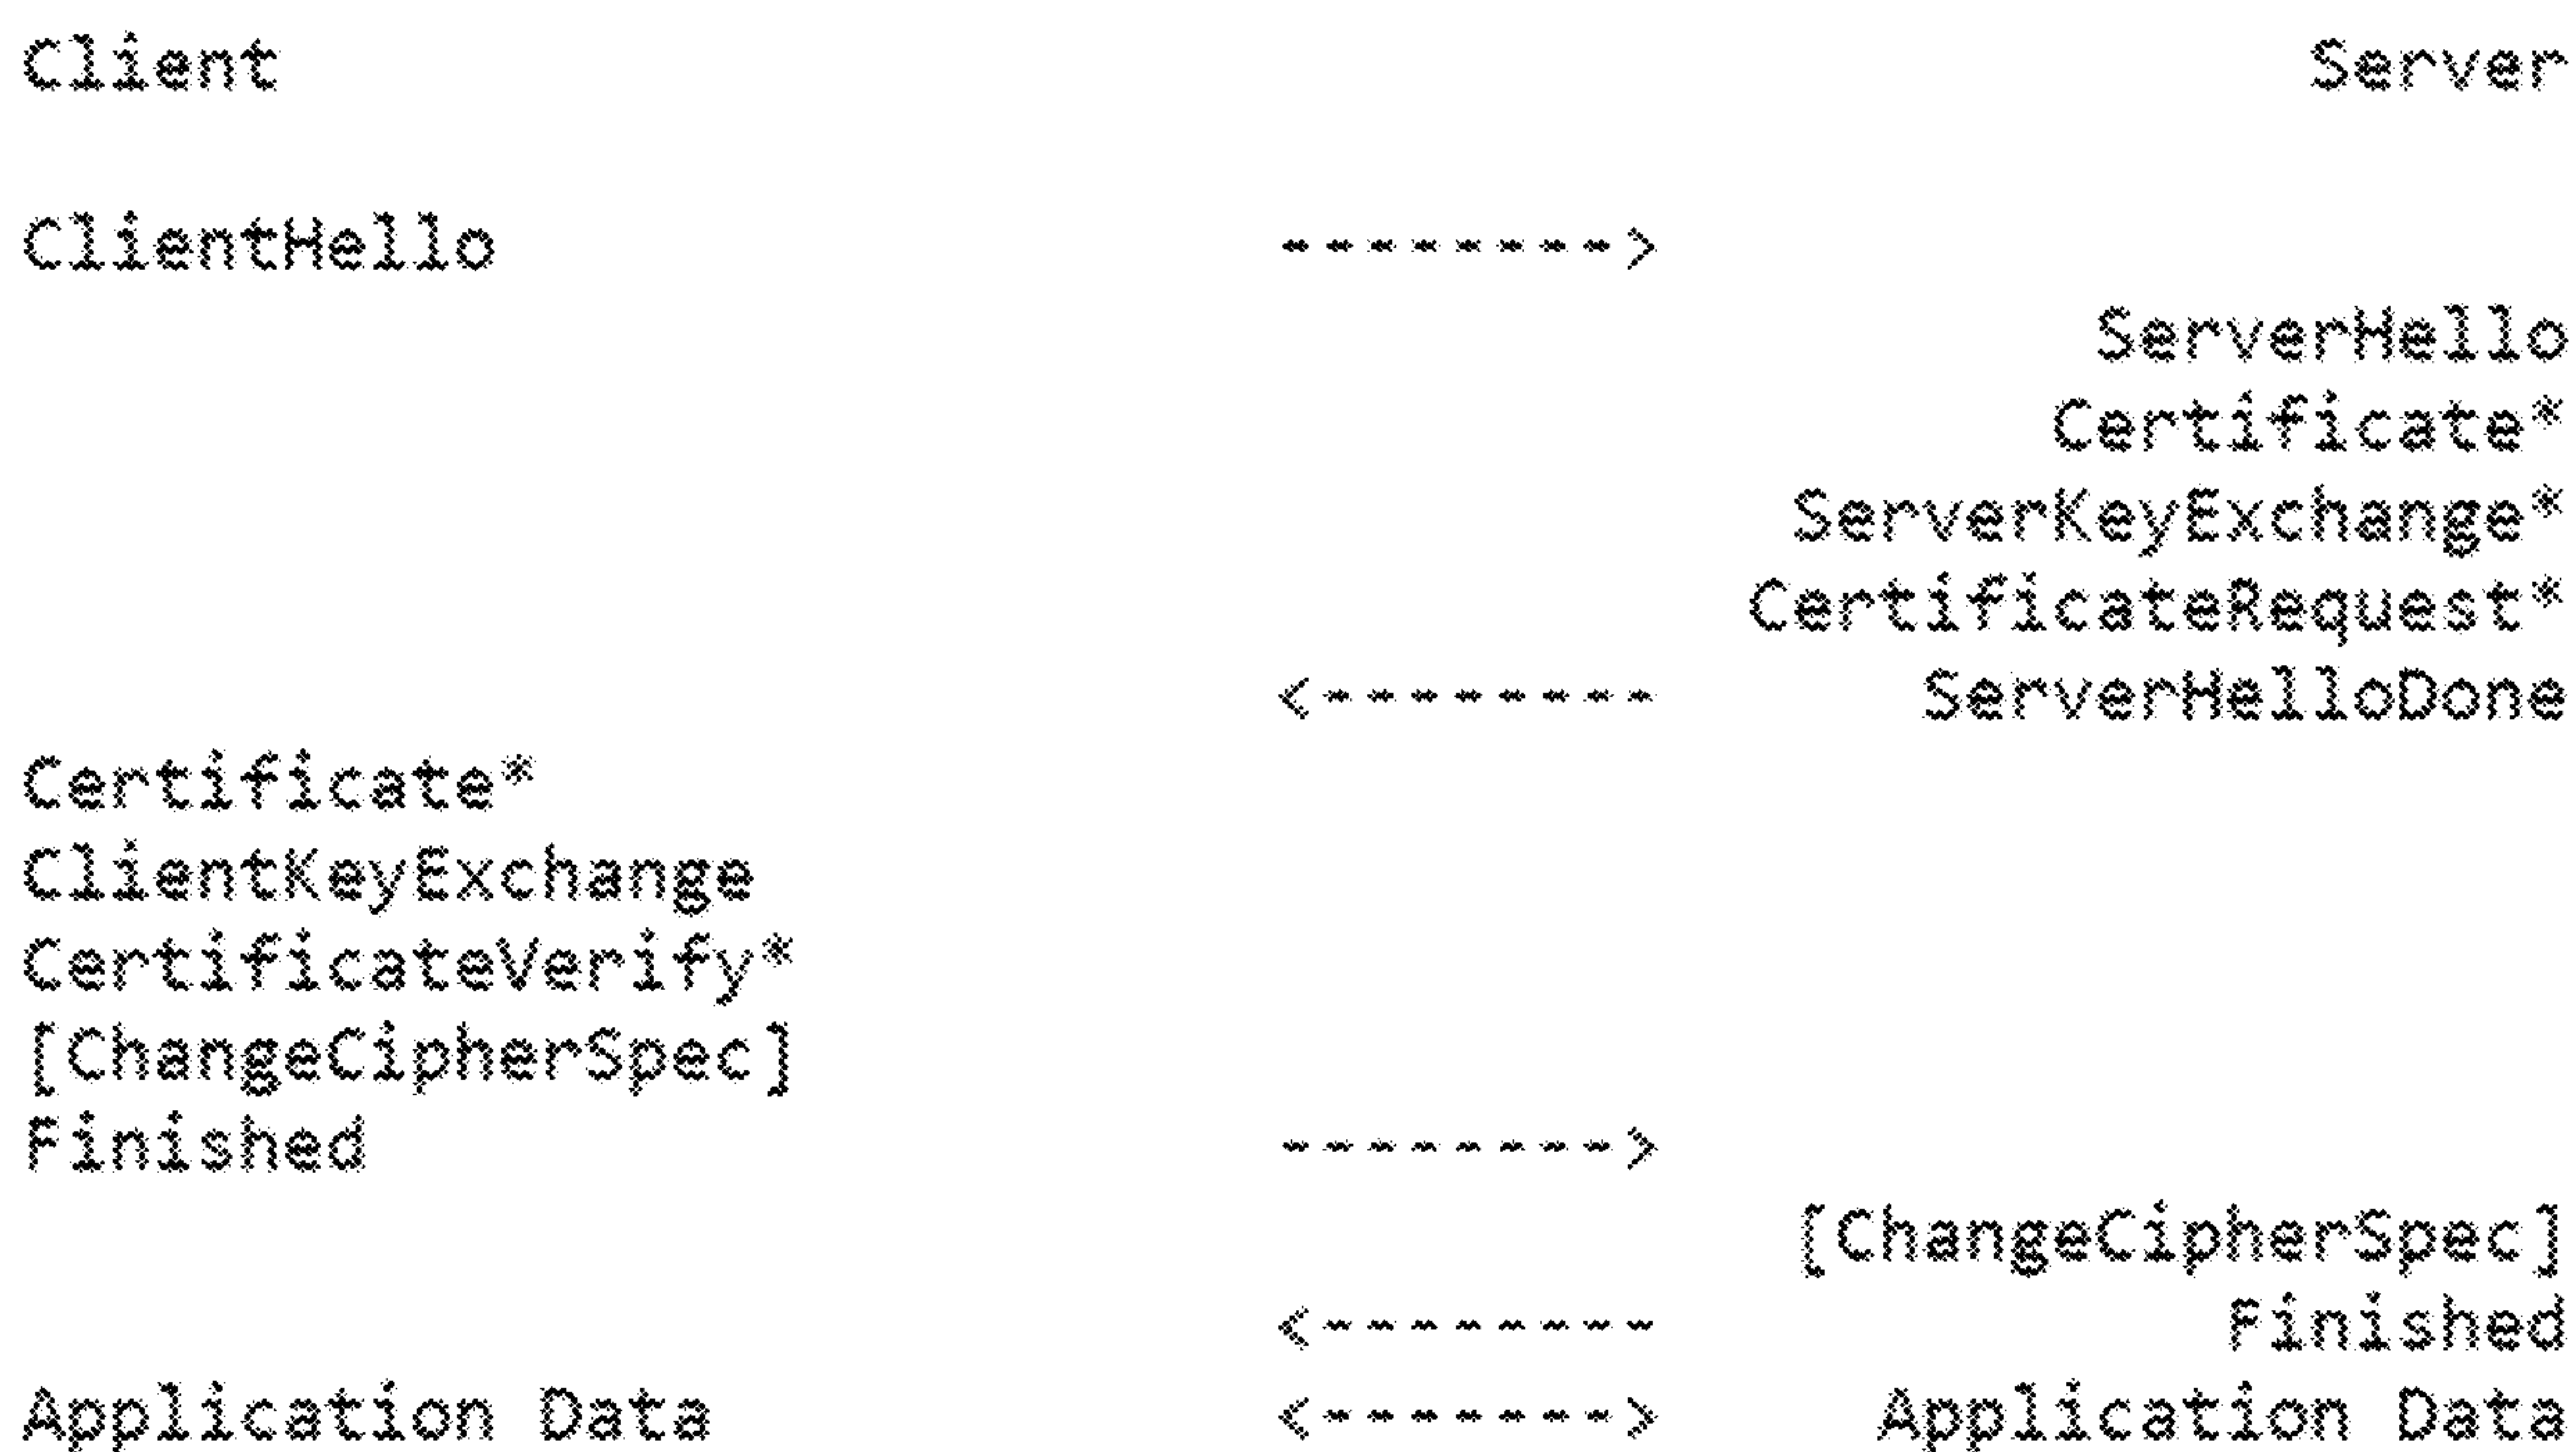 Client Server
ClientHello -------->
ServerHello
Certificate*
ServerKeyExchange*
CertificateRequest*
<-------- ServerHelloDone
Certificate*
ClientKeyExchange
CertificateVerify*
[ChangeCipherSpec]
Finished -------->
[ChangeCipherSpec]
<-------- Finished
Application Data <-------> Application Data